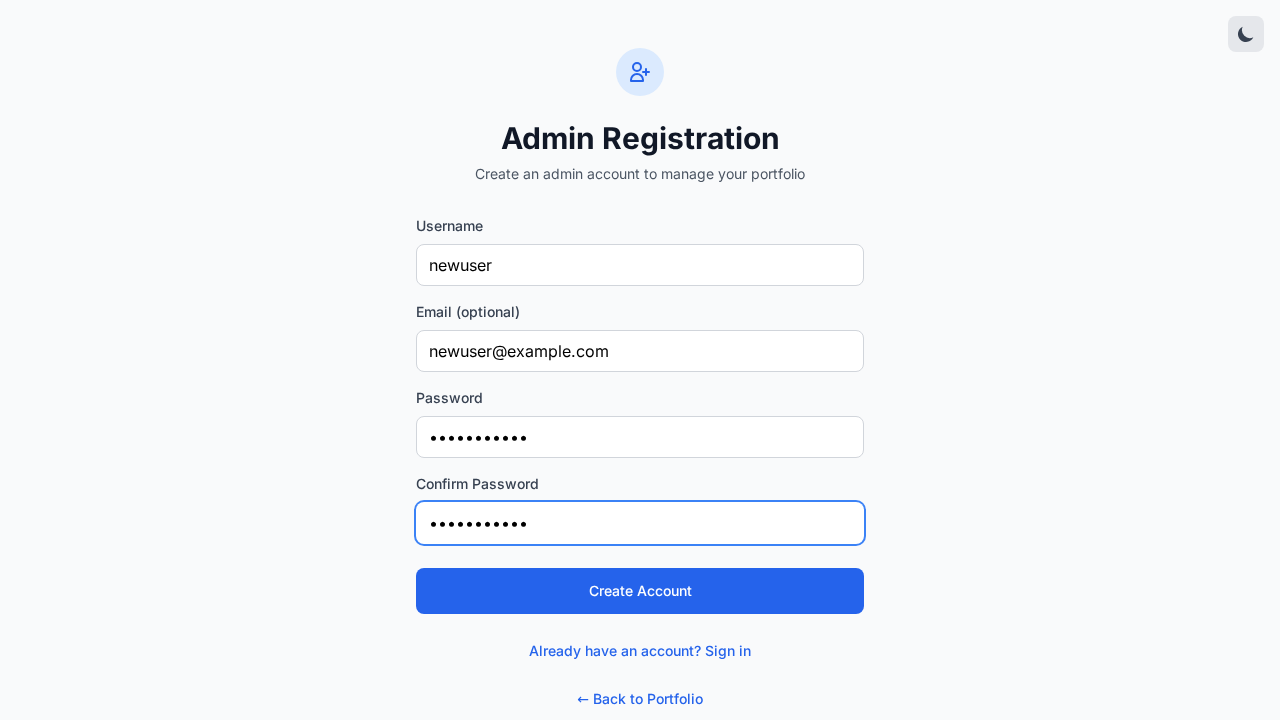 Admin Registration
Create an admin account to manage your portfolio
Username
newuser
Email (optional)
newuser@example.com
Password
•••••••••••
Confirm Password
•••••••••••
Create Account
Already have an account? Sign in
← Back to Portfolio